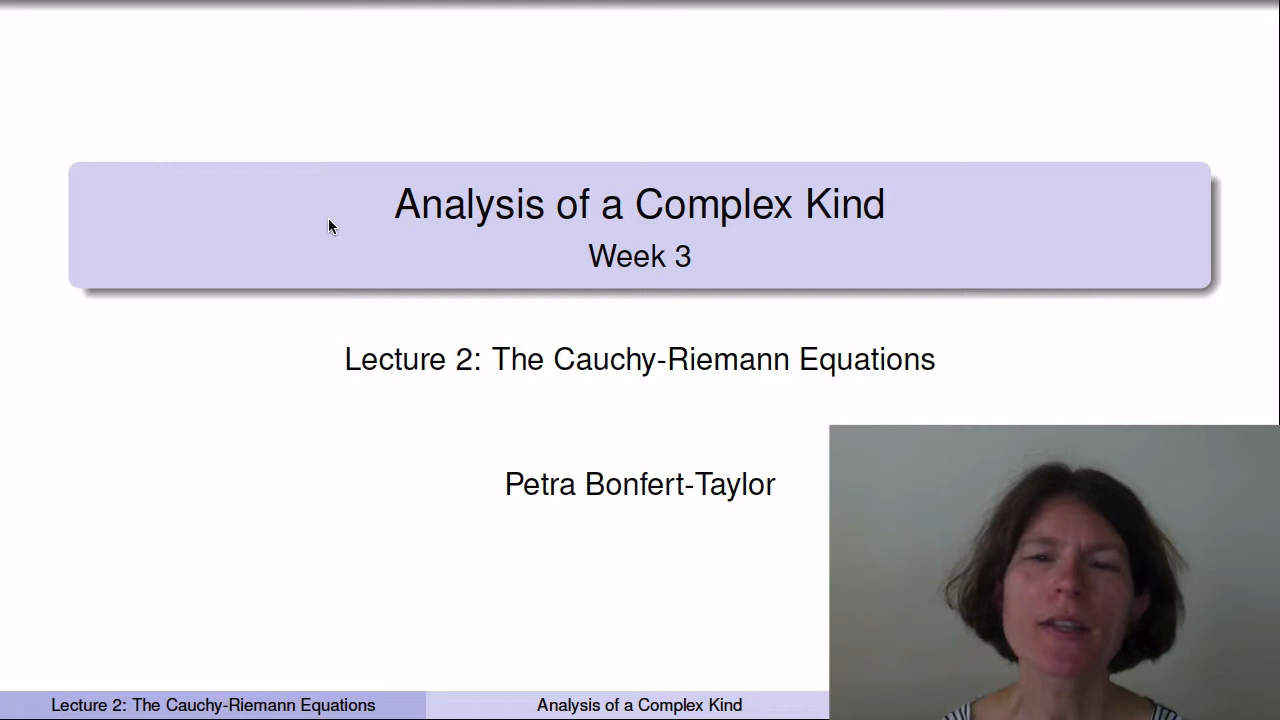 Analysis of a Complex Kind
Week 3
Lecture 2: The Cauchy-Riemann Equations
Petra Bonfert-Taylor
Lecture 2: The Cauchy-Riemann Equations
Analysis of a Complex Kind